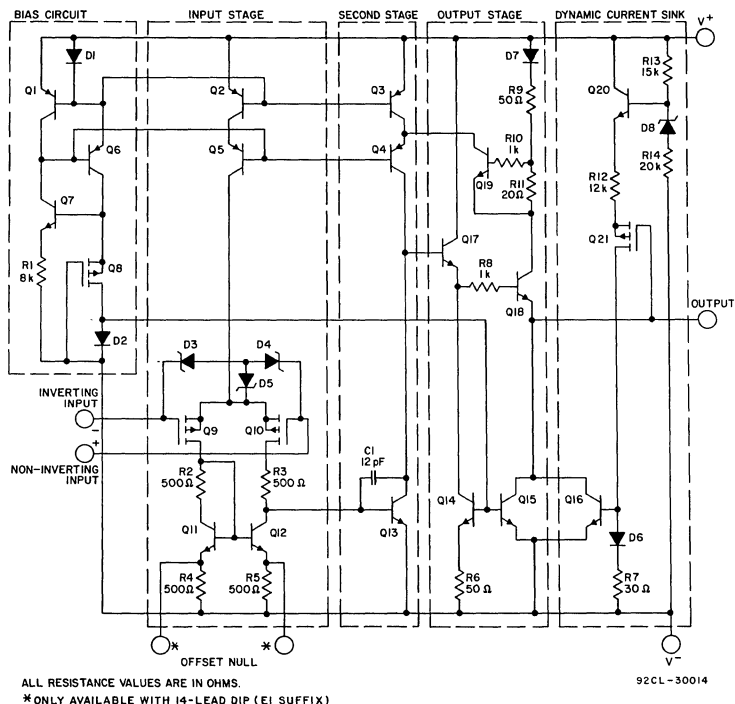 BIAS CIRCUIT
INPUT STAGE
SECOND STAGE
OUTPUT STAGE
DYNAMIC CURRENT SINK
V+
D1
D7
R13
15k
Q1
Q2
Q3
R9
50Ω
Q20
D8
Q6
Q5
Q4
R10
1k
Q19
R11
20Ω
R14
20k
R12
12k
Q7
Q17
Q21
R1
8k
Q8
R8
1k
Q18
OUTPUT
D2
D3
D4
D5
INVERTING
INPUT
-
Q9
Q10
+
NON-INVERTING
INPUT
C1
12 pF
R2
500Ω
R3
500 Ω
Q14
Q15
Q16
Q11
Q12
Q13
D6
R4
500Ω
R5
500Ω
R6
50 Ω
R7
30 Ω
*
*
OFFSET NULL
V-
ALL RESISTANCE VALUES ARE IN OHMS.
92CL-30014
*ONLY AVAILABLE WITH 14-LEAD DIP (E1 SUFFIX)